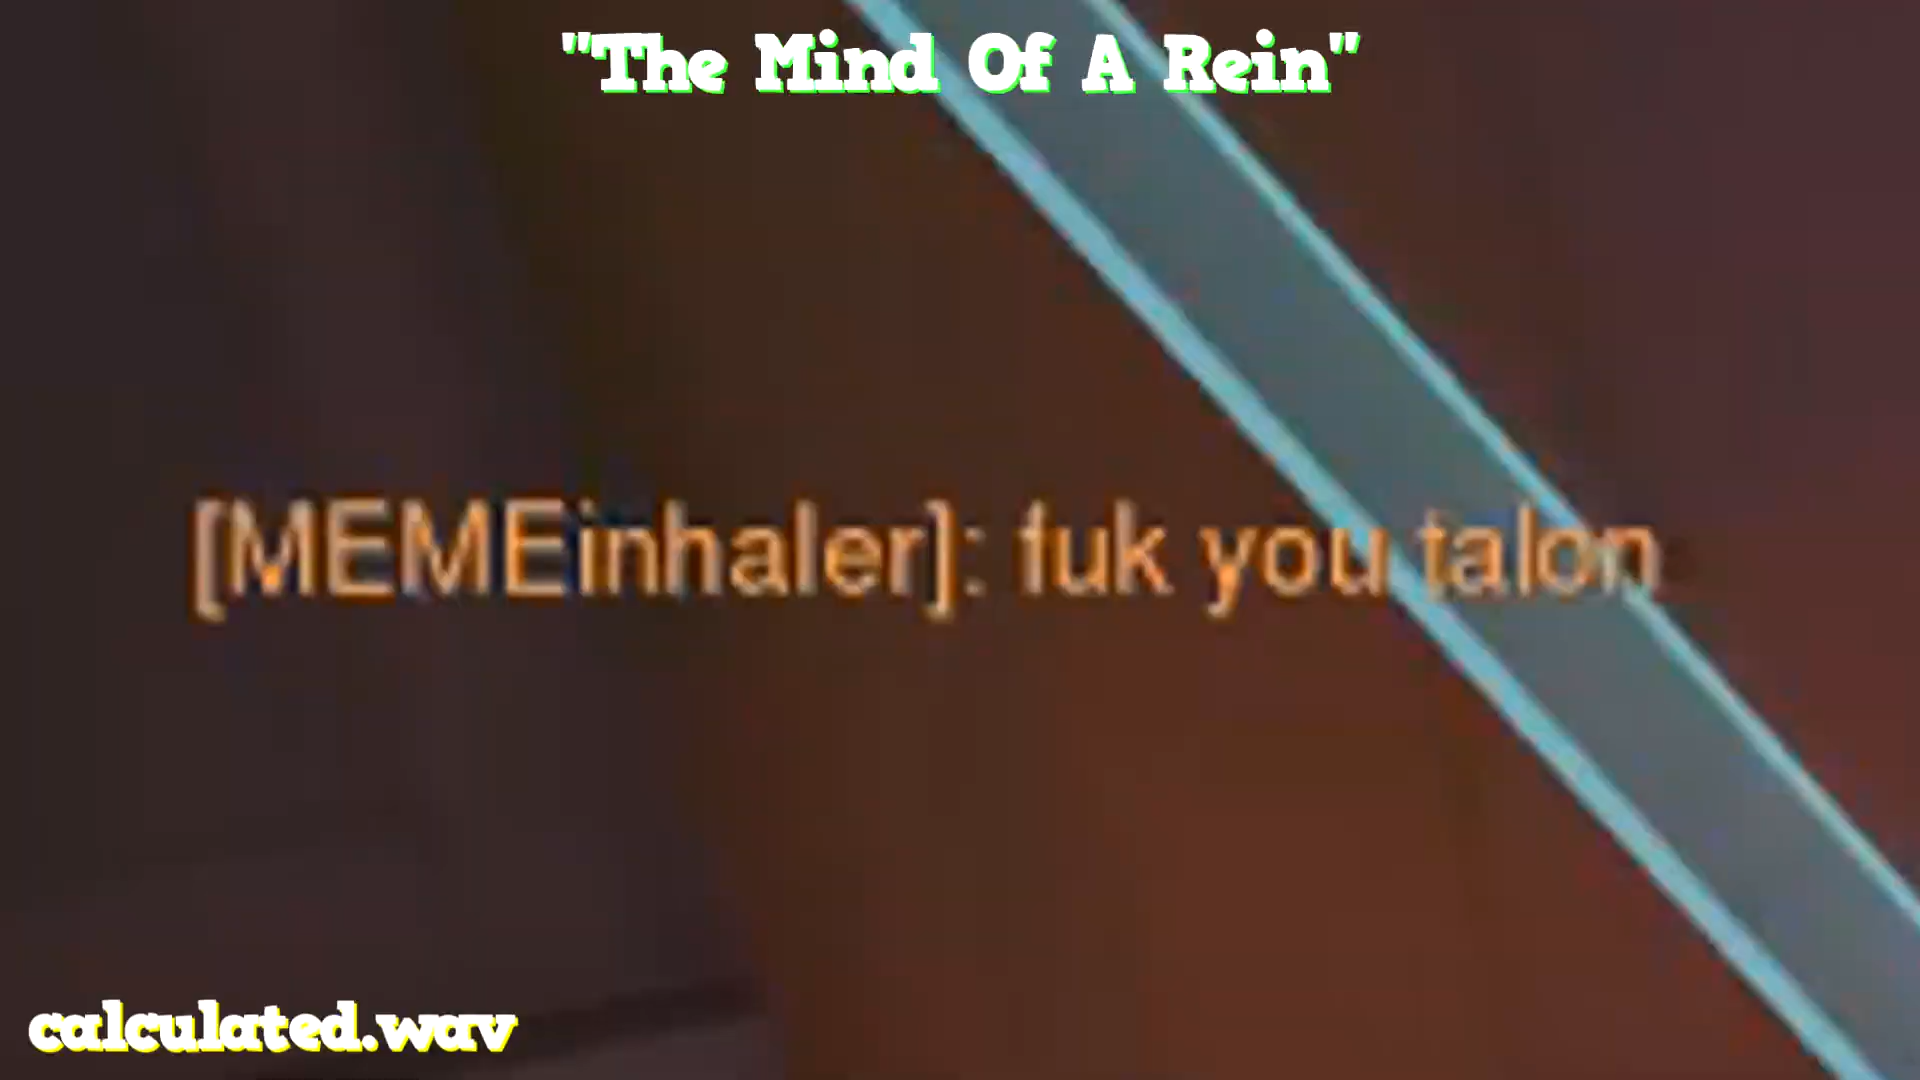 "The Mind Of A Rein"
[MEMEinhaler]: fuk you talon
calculated.wav